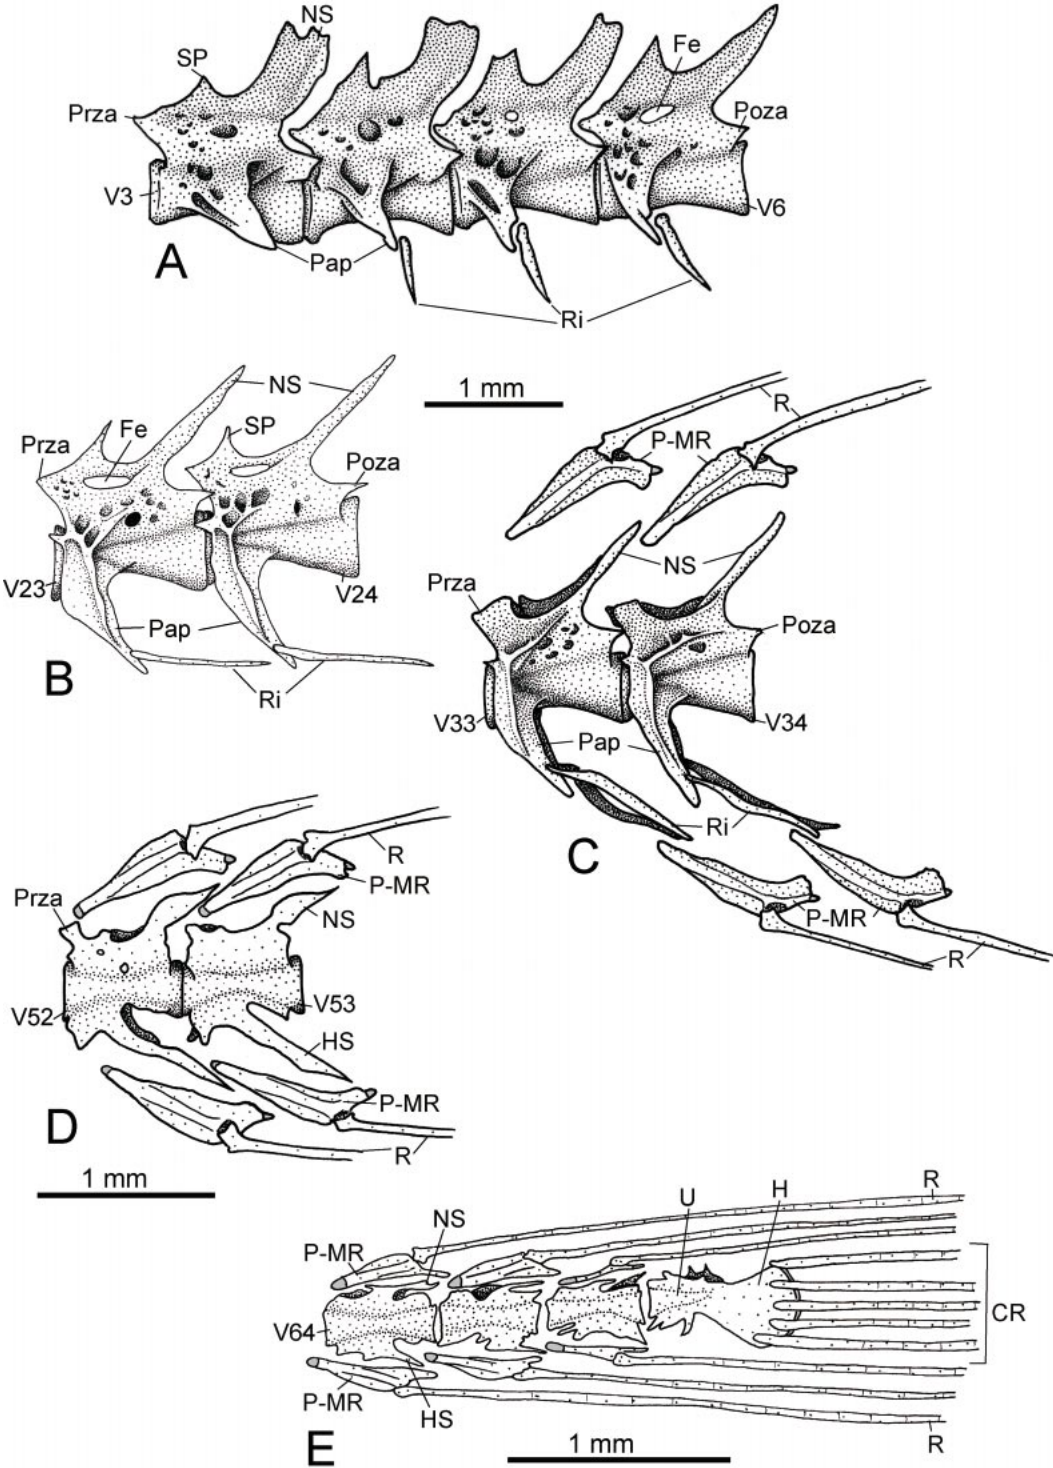 NS
SP
Fe
Prza
Poza
V3
V6
Pap
A
Ri
1 mm
NS
R
Fe
SP
P-MR
Prza
Poza
NS
Prza
V23
V24
Poza
Pap
B
Ri
V33
V34
Pap
Ri
C
R
P-MR
Prza
NS
P-MR
R
V52
V53
HS
P-MR
D
R
1 mm
R
U
H
NS
P-MR
CR
V64
P-MR
HS
R
E
1 mm